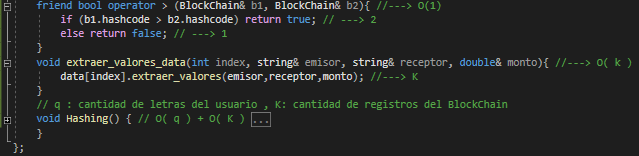 friend bool operator > (BlockChain& b1, BlockChain& b2){ //---> O(1)
if (b1.hashcode > b2.hashcode) return true; // ---> 2
else return false; // ---> 1
}
void extraer_valores_data(int index, string& emisor, string& receptor, double& monto){ //---> O( k )
data[index].extraer_valores(emisor,receptor,monto); //---> K
}
// q : cantidad de letras del usuario , K: cantidad de registros del BlockChain
void Hashing() { // O( q ) + O( K ) ...
}
};